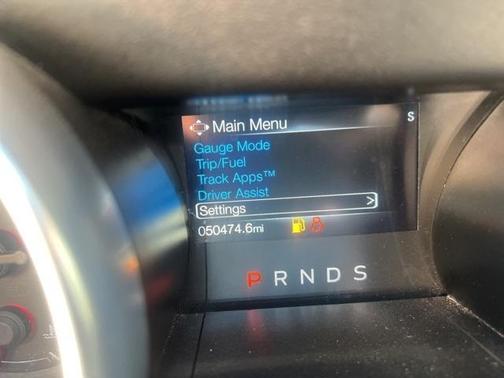 S
Main Menu
Gauge Mode
Trip/Fuel
Track Apps™
Driver Assist
Settings >
050474.6mi
P R N D S